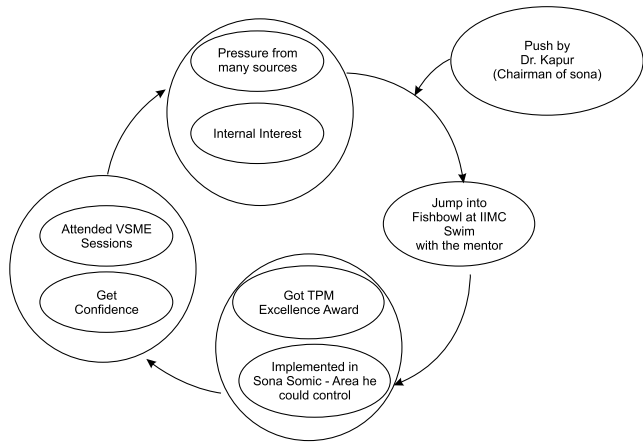 Pressure from
many sources
Internal Interest
Push by
Dr. Kapur
(Chairman of sona)
Jump into
Fishbowl at IIMC
Swim
with the mentor
Attended VSME
Sessions
Get
Confidence
Got TPM
Excellence Award
Implemented in
Sona Somic - Area he
could control